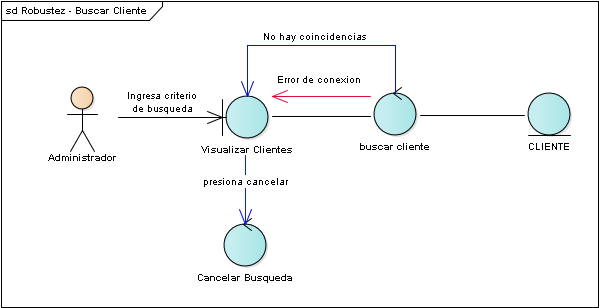 sd Robustez - Buscar Cliente
No hay coincidencias
Error de conexion
Ingresa criterio
de busqueda
Administrador
Visualizar Clientes
buscar cliente
CLIENTE
presiona cancelar
Cancelar Busqueda